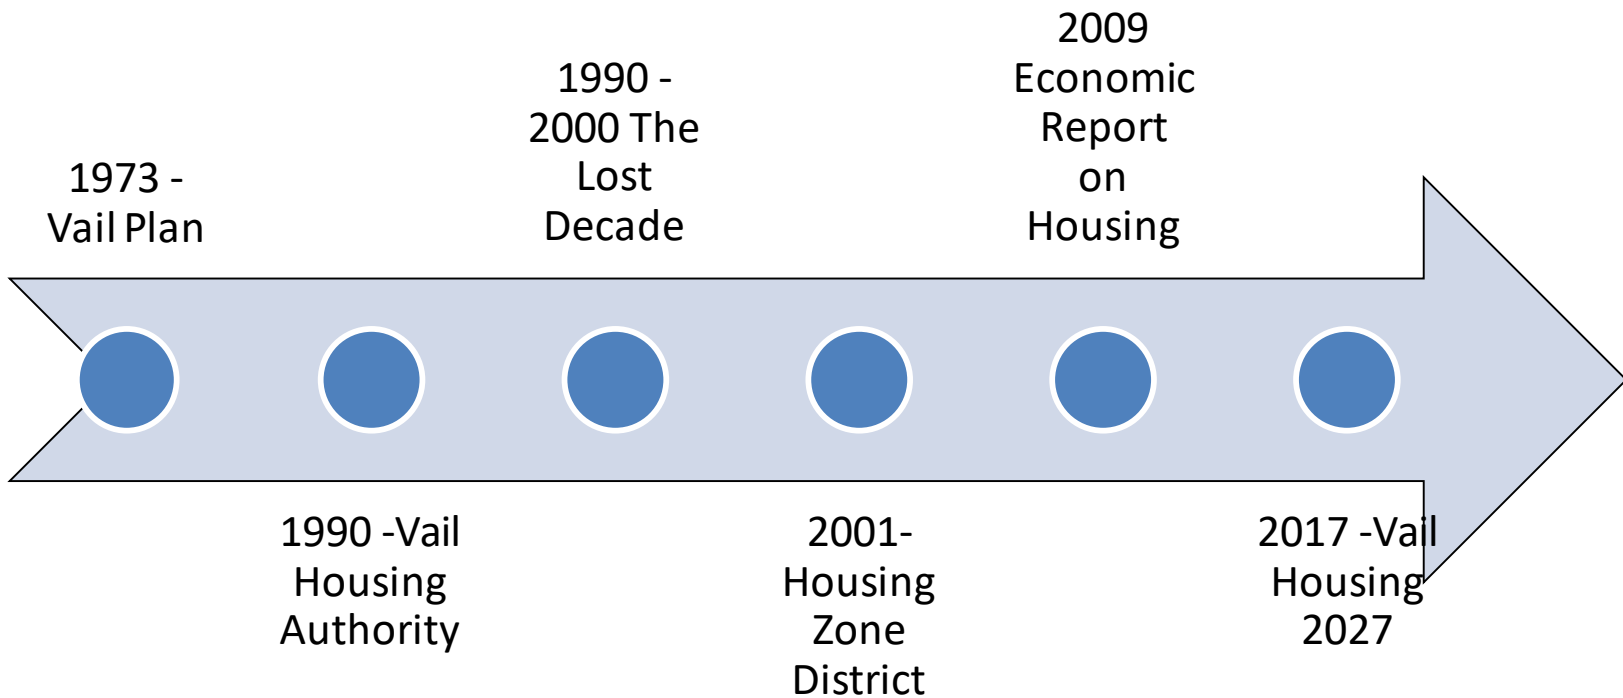 1973 -
Vail Plan
1990 -Vail
Housing
Authority
1990 -
2000 The
Lost
Decade
2001-
Housing
Zone
District
2009
Economic
Report
on
Housing
2017 -Vail
Housing
2027